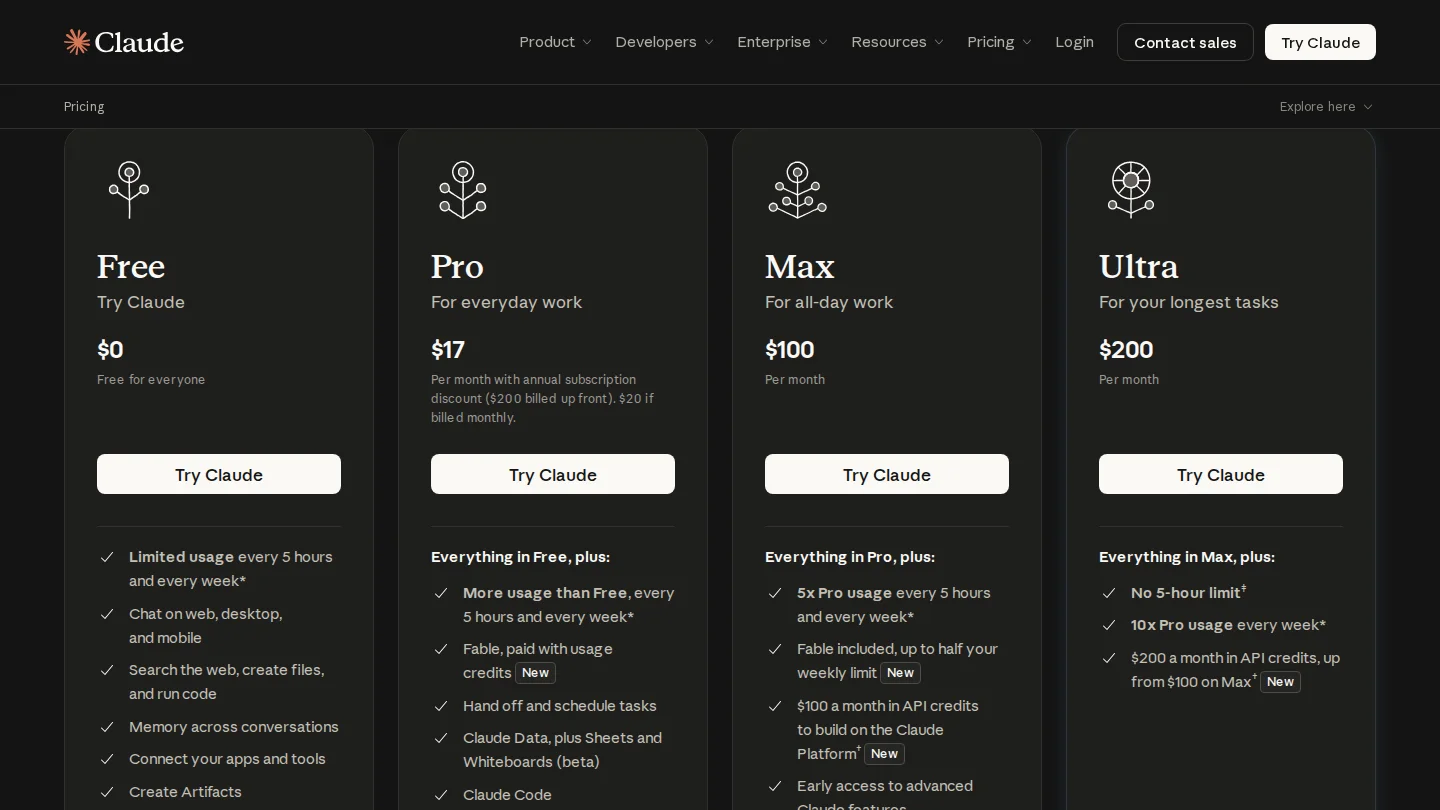 Claude
Product
Developers
Enterprise
Resources
Pricing
Login
Contact sales
Try Claude
Pricing
Explore here
Free
Try Claude
$0
Free for everyone
Try Claude
Limited usage every 5 hours
and every week*
Chat on web, desktop,
and mobile
Search the web, create files,
and run code
Memory across conversations
Connect your apps and tools
Create Artifacts
Pro
For everyday work
$17
Per month with annual subscription
discount ($200 billed up front). $20 if
billed monthly.
Try Claude
Everything in Free, plus:
More usage than Free, every
5 hours and every week*
Fable, paid with usage
credits New
Hand off and schedule tasks
Claude Data, plus Sheets and
Whiteboards (beta)
Claude Code
Max
For all-day work
$100
Per month
Try Claude
Everything in Pro, plus:
5x Pro usage every 5 hours
and every week*
Fable included, up to half your
weekly limit New
$100 a month in API credits
to build on the Claude
Platform† New
Early access to advanced
Claude features
Ultra
For your longest tasks
$200
Per month
Try Claude
Everything in Max, plus:
No 5-hour limit‡
10x Pro usage every week*
$200 a month in API credits, up
from $100 on Max† New